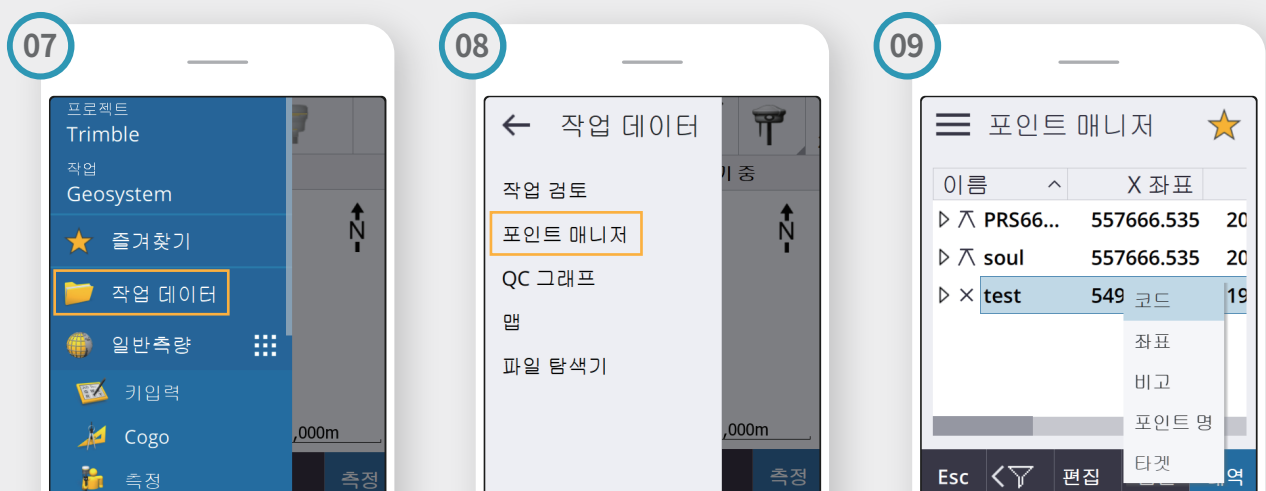 07
프로젝트
Trimble
작업
Geosystem
즐겨찾기
작업 데이터
일반측량
키입력
Cogo
측정
N
,000m
측정
08
작업 데이터
작업 검토
포인트 매니저
QC 그래프
맵
파일 탐색기
기 중
N
,000m
측정
09
포인트 매니저
이름 X 좌표
PRS66... 557666.535 20
soul 557666.535 20
test 549 19
코드
좌표
비고
포인트 명
타겟
Esc 편집 역